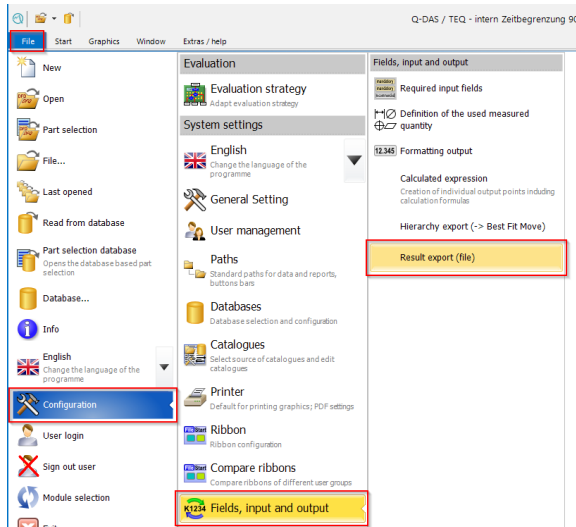 Q-DAS / TEQ - intern Zeitbegrenzung 90
File Start Graphics Window Extras / help
New
Open
Part selection
File...
Last opened
Read from database
Part selection database
Opens the database based part
selection
Database...
Info
English
Change the language of the
programme
Configuration
User login
Sign out user
Module selection
Evaluation
Evaluation strategy
Adapt evaluation strategy
System settings
English
Change the language of the
programme
General Setting
User management
Paths
Standard paths for data and reports,
buttons bars
Databases
Database selection and configuration
Catalogues
Select source of catalogues and edit
catalogues
Printer
Default for printing graphics; PDF settings
Ribbon
Ribbon configuration
Compare ribbons
Compare ribbons of different user groups
K1234 Fields, input and output
Fields, input and output
Required input fields
Definition of the used measured
quantity
12.345 Formatting output
Calculated expression
Creation of individual output points including
calculation formulas
Hierarchy export (-> Best Fit Move)
Result export (file)